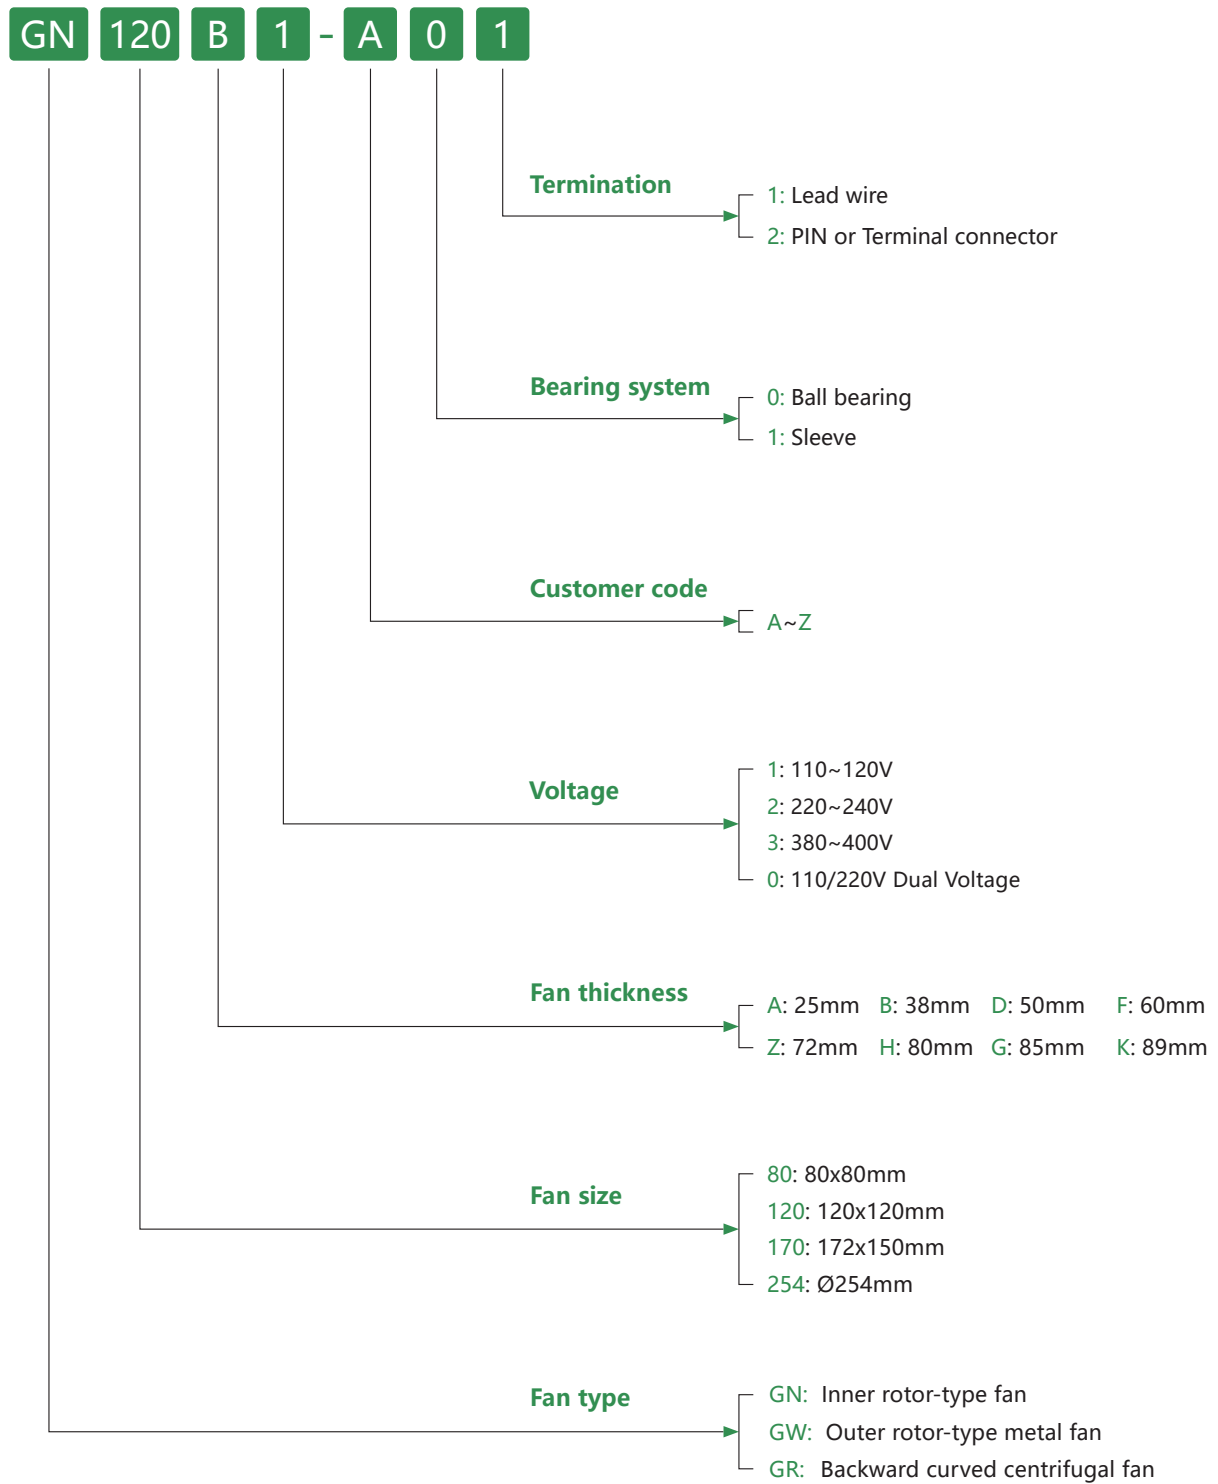 GN 120 B 1 - A 0 1
Termination
1: Lead wire
2: PIN or Terminal connector
Bearing system
0: Ball bearing
1: Sleeve
Customer code
A~Z
Voltage
1: 110~120V
2: 220~240V
3: 380~400V
0: 110/220V Dual Voltage
Fan thickness
A: 25mm B: 38mm D: 50mm F: 60mm
Z: 72mm H: 80mm G: 85mm K: 89mm
Fan size
80: 80x80mm
120: 120x120mm
170: 172x150mm
254: Ø254mm
Fan type
GN: Inner rotor-type fan
GW: Outer rotor-type metal fan
GR: Backward curved centrifugal fan